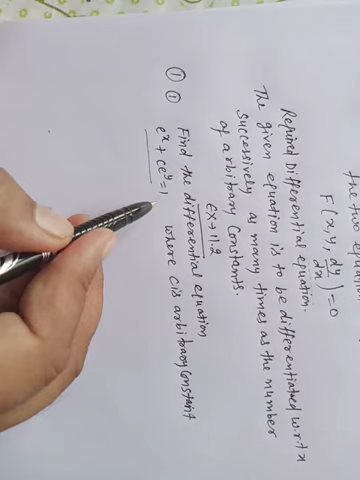 the two equation
F(x, y, dy/dx) = 0
Required Differential equation.
The given equation is to be differentiated w.r.t x
successively as many times as the number
of arbitrary constants.
EX → 11.2
① ① Find the differential equation
e^x + ce^y = 1 where C is arbitrary constant